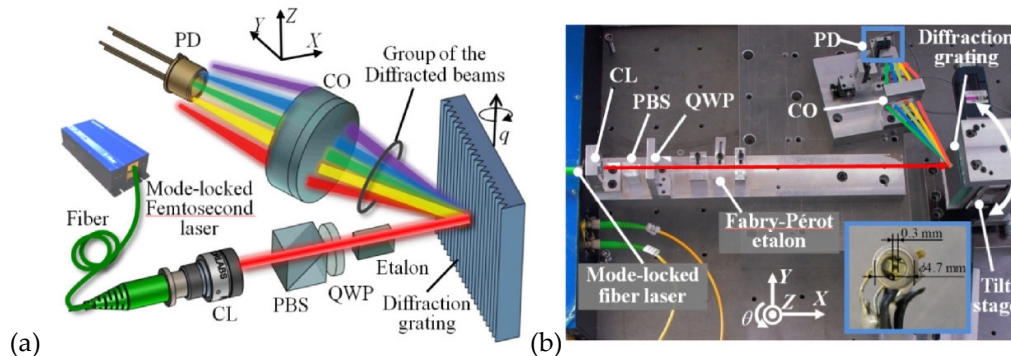 (a)
PD
Y
Z
X
CO
Group of the
Diffracted beams
q
Mode-locked
Femtosecond
laser
Fiber
CL
PBS
QWP
Etalon
Diffraction
grating
(b)
PD
Diffraction
grating
CL
PBS
QWP
CO
Fabry-Pérot
etalon
0.3 mm
ϕ4.7 mm
Mode-locked
fiber laser
Y
Z
X
θ
Tilt
stage